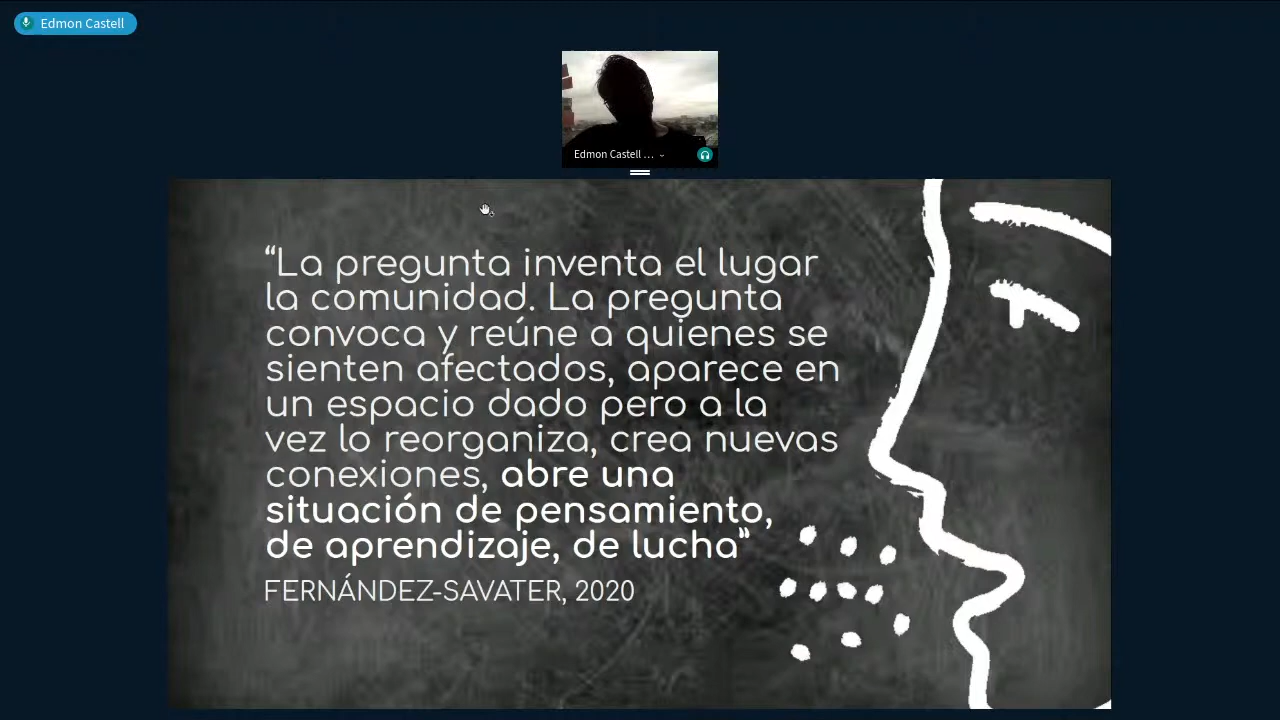 Edmon Castell
Edmon Castell ...
“La pregunta inventa el lugar
la comunidad. La pregunta
convoca y reúne a quienes se
sienten afectados, aparece en
un espacio dado pero a la
vez lo reorganiza, crea nuevas
conexiones, abre una
situación de pensamiento,
de aprendizaje, de lucha”
FERNÁNDEZ-SAVATER, 2020